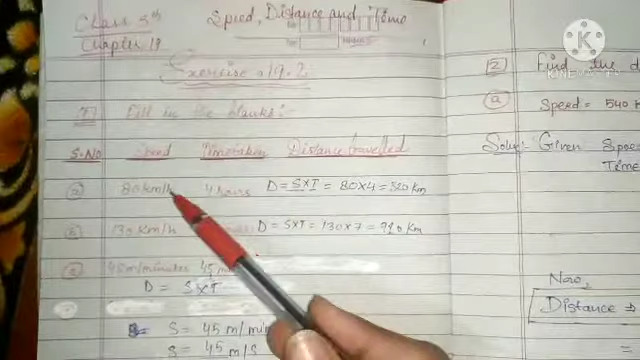 Class 5th
Speed, Distance and Time
Chapter 19
Exercise 19.2
Fill in the blanks:-
S.No Speed Time taken Distance travelled
(a) 80 km/h 4 hours D = S×T = 80×4 = 320 km
(b) 130 km/h D = S×T = 130×7 = 910 km
45 m/minutes 45
D = S×T
S = 45 m/min
S = 45 m/s
2 Find the
(a) Speed = 540
Solu: Given Speed
Time
Now,
Distance ⇒
=
K
KINEMASTER